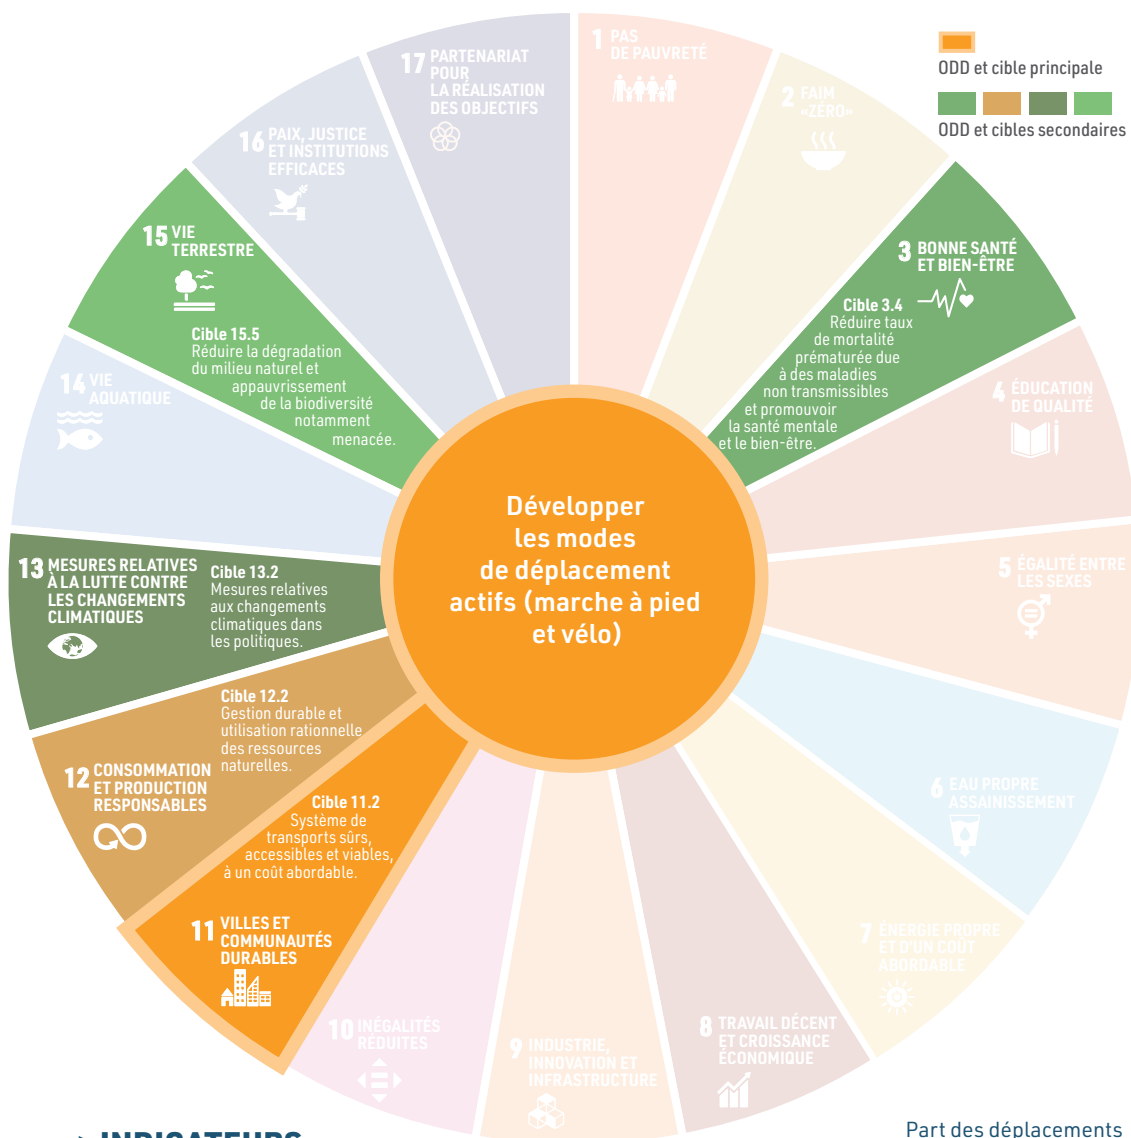 1 PAS
DE PAUVRETÉ
2 FAIM
«ZÉRO»
ODD et cible principale
ODD et cibles secondaires
3 BONNE SANTÉ
ET BIEN-ÊTRE
Cible 3.4
Réduire taux
de mortalité
prématurée due
à des maladies
non transmissibles
et promouvoir
la santé mentale
et le bien-être.
4 ÉDUCATION
DE QUALITÉ
5 ÉGALITÉ ENTRE
LES SEXES
6 EAU PROPRE
ASSAINISSEMENT
7 ÉNERGIE PROPRE
ET D'UN COÛT
ABORDABLE
8 TRAVAIL DÉCENT
ET CROISSANCE
ÉCONOMIQUE
9 INDUSTRIE,
INNOVATION ET
INFRASTRUCTURE
10 INÉGALITÉS
RÉDUITES
11 VILLES ET
COMMUNAUTÉS
DURABLES
Cible 11.2
Système de
transports sûrs,
accessibles et viables,
à un coût abordable.
12 CONSOMMATION
ET PRODUCTION
RESPONSABLES
Cible 12.2
Gestion durable et
utilisation rationnelle
des ressources
naturelles.
13 MESURES RELATIVES
À LA LUTTE CONTRE
LES CHANGEMENTS
CLIMATIQUES
Cible 13.2
Mesures relatives
aux changements
climatiques dans
les politiques.
14 VIE
AQUATIQUE
15 VIE
TERRESTRE
Cible 15.5
Réduire la dégradation
du milieu naturel et
appauvrissement
de la biodiversité
notamment
menacée.
16 PAIX, JUSTICE
ET INSTITUTIONS
EFFICACES
17 PARTENARIAT
POUR
LA RÉALISATION
DES OBJECTIFS
Développer
les modes
de déplacement
actifs (marche à pied
et vélo)
INDICATEURS
Part des déplacements